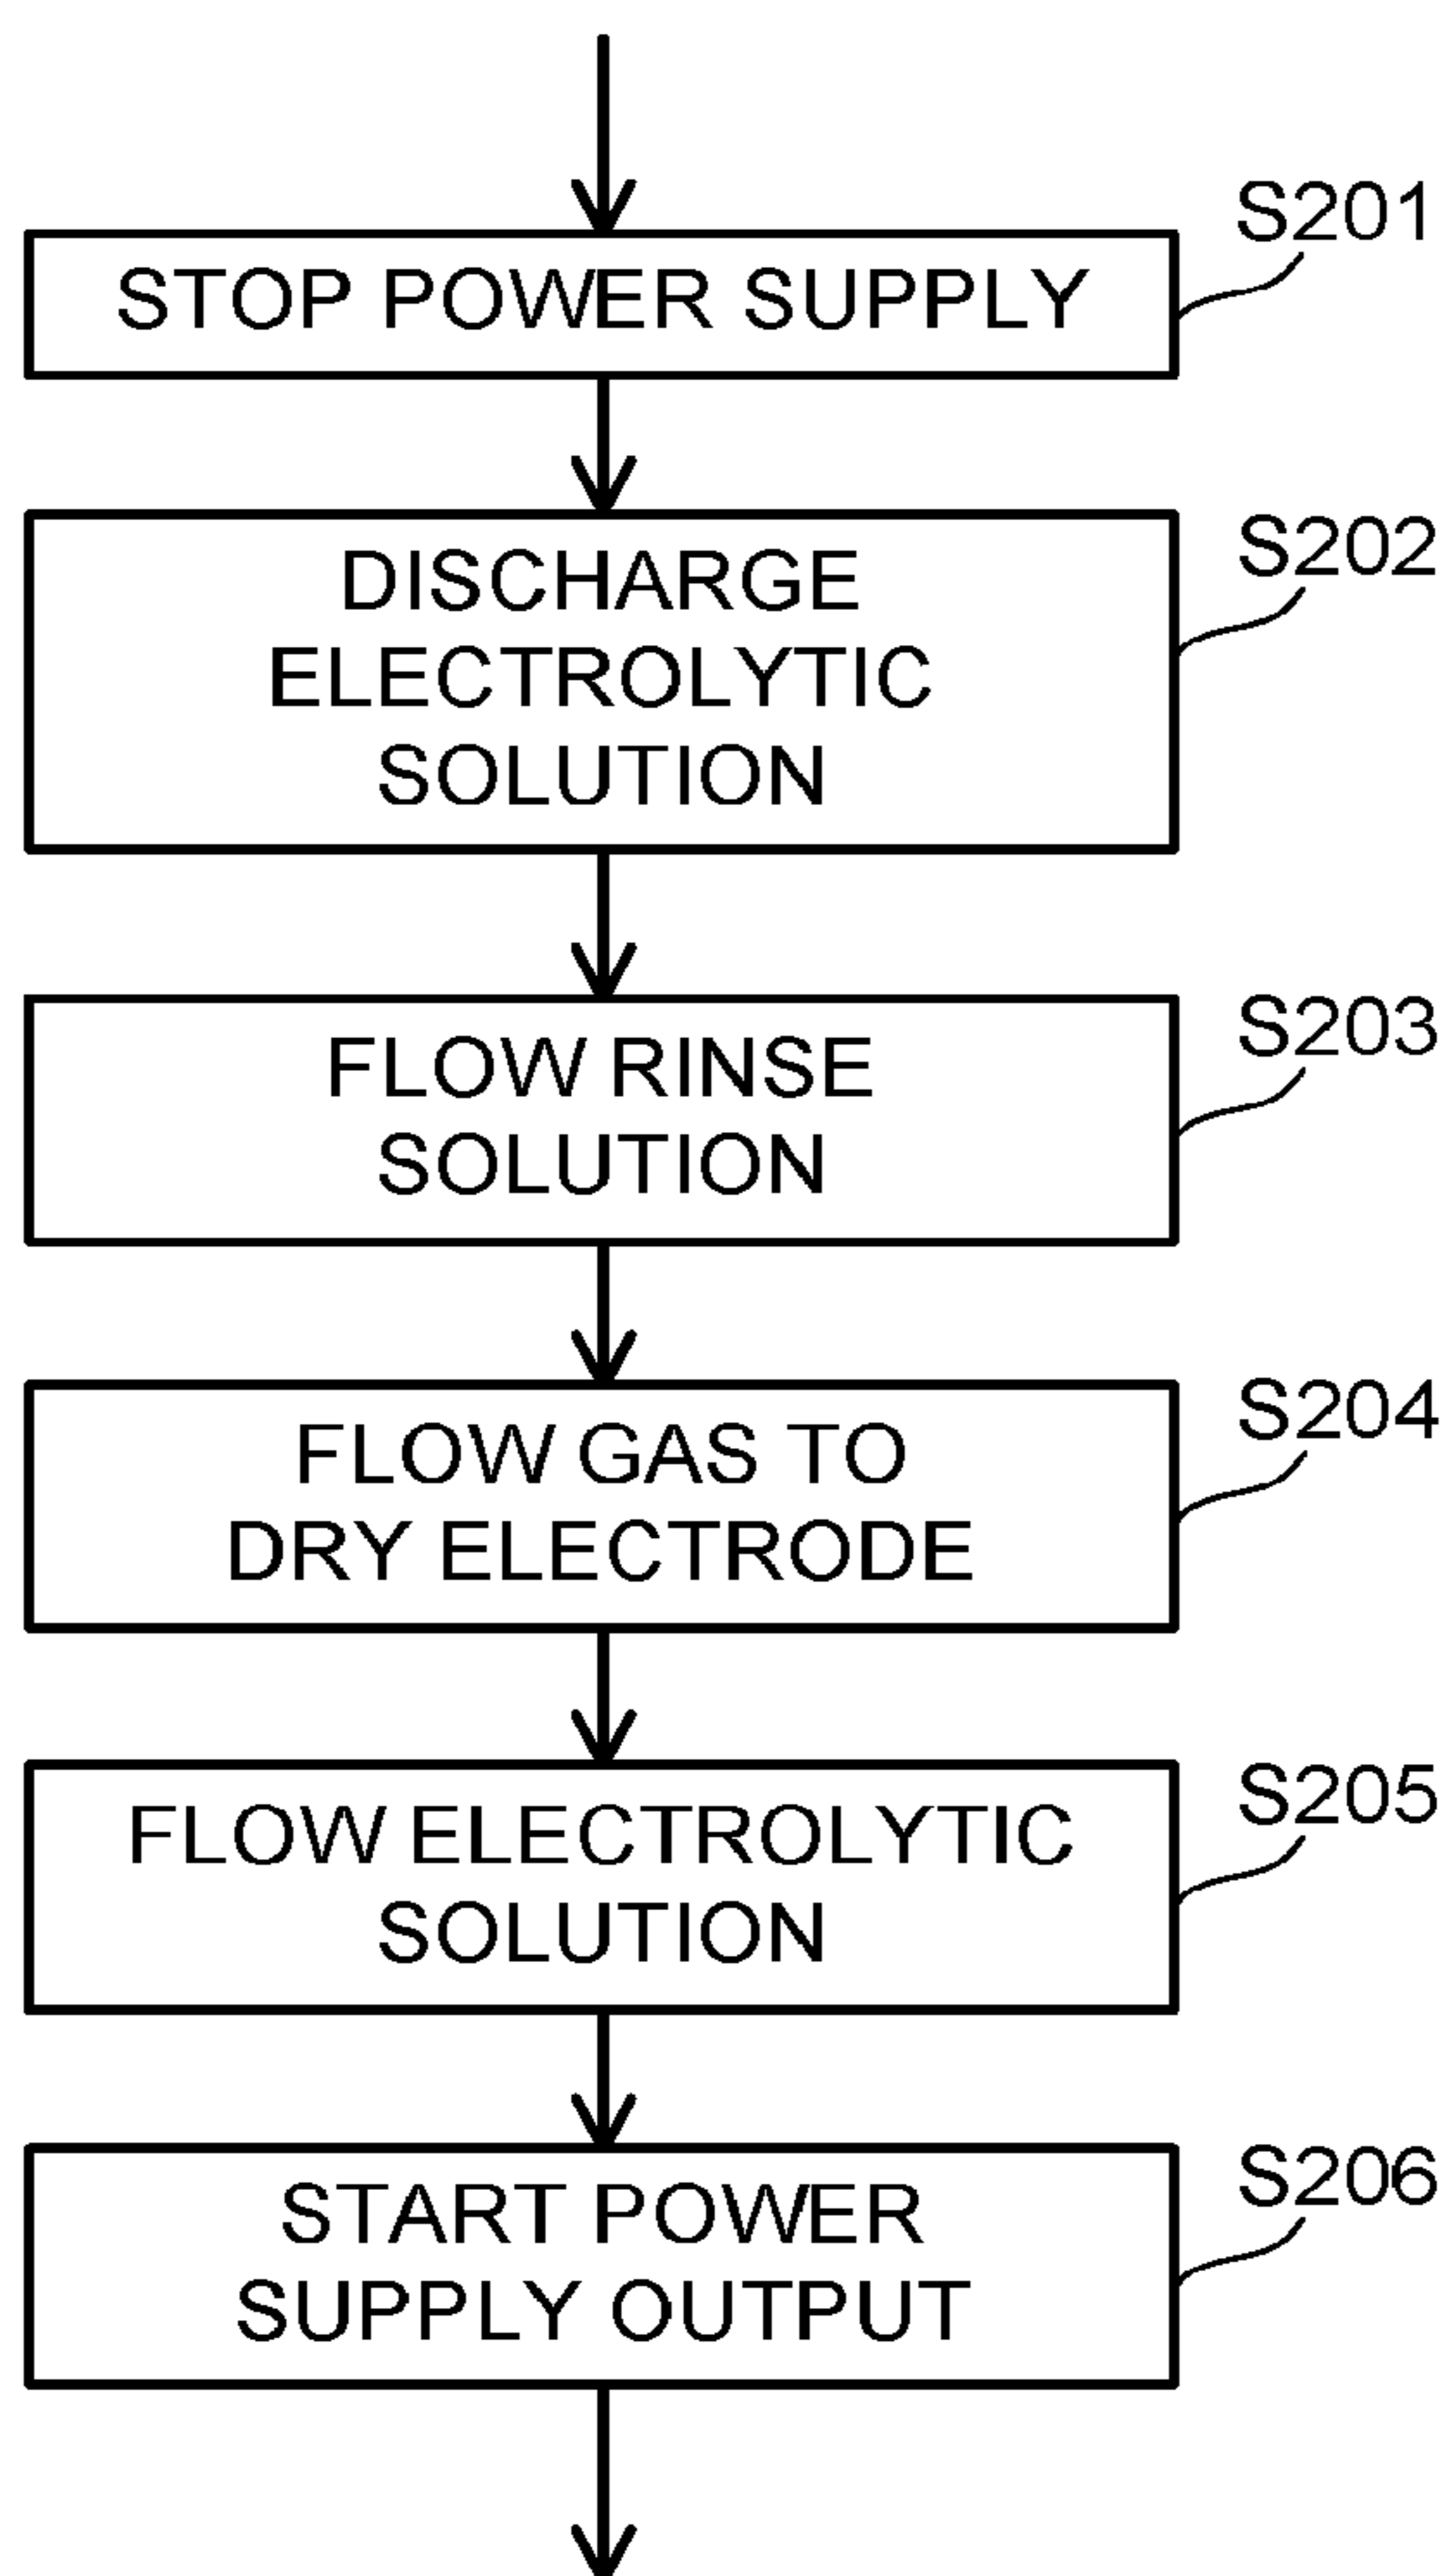 S201
STOP POWER SUPPLY
S202
DISCHARGE
ELECTROLYTIC
SOLUTION
S203
FLOW RINSE
SOLUTION
S204
FLOW GAS TO
DRY ELECTRODE
S205
FLOW ELECTROLYTIC
SOLUTION
S206
START POWER
SUPPLY OUTPUT